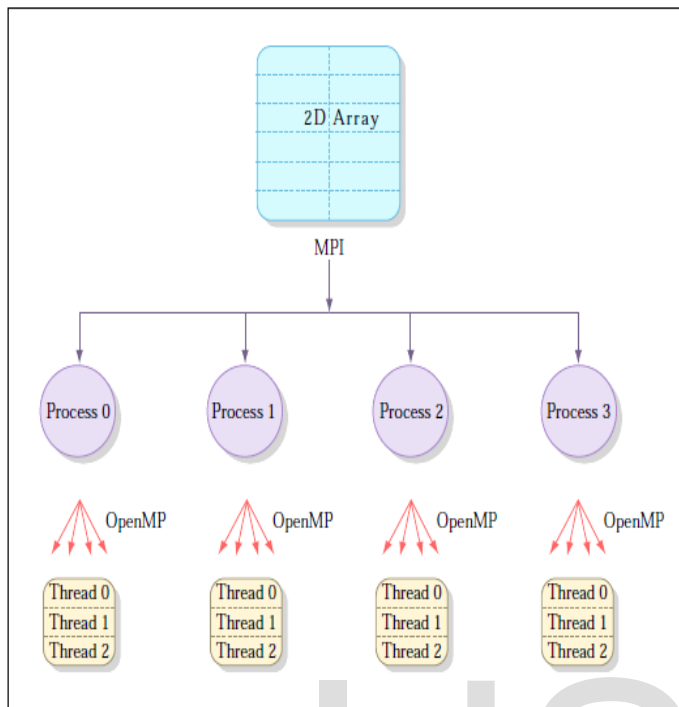 2D Array
MPI
Process 0 Process 1 Process 2 Process 3
OpenMP OpenMP OpenMP OpenMP
Thread 0 Thread 0 Thread 0 Thread 0
Thread 1 Thread 1 Thread 1 Thread 1
Thread 2 Thread 2 Thread 2 Thread 2